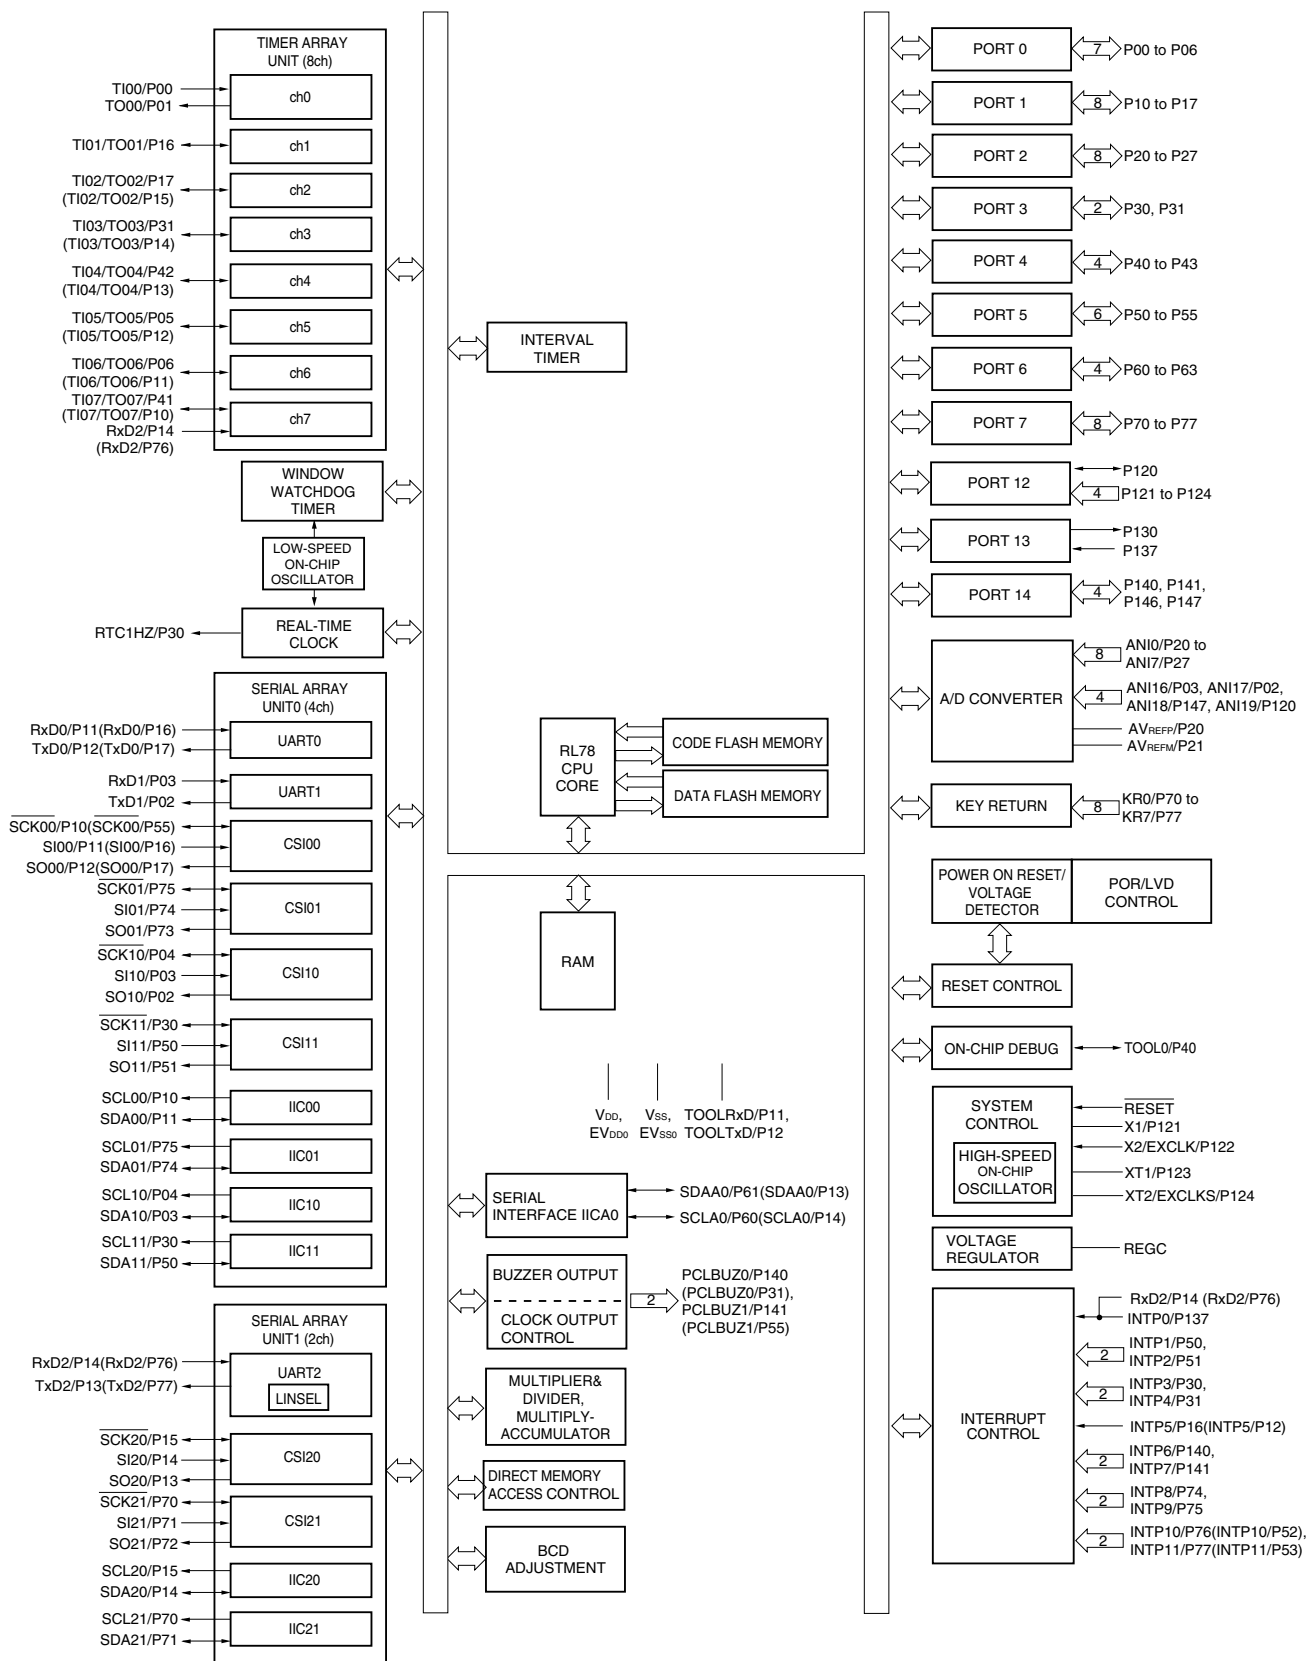 TIMER ARRAY
UNIT (8ch)
TI00/P00
TO00/P01
ch0
TI01/TO01/P16
ch1
TI02/TO02/P17
(TI02/TO02/P15)
ch2
TI03/TO03/P31
(TI03/TO03/P14)
ch3
TI04/TO04/P42
(TI04/TO04/P13)
ch4
TI05/TO05/P05
(TI05/TO05/P12)
ch5
TI06/TO06/P06
(TI06/TO06/P11)
ch6
TI07/TO07/P41
(TI07/TO07/P10)
RxD2/P14
(RxD2/P76)
ch7
WINDOW
WATCHDOG
TIMER
LOW-SPEED
ON-CHIP
OSCILLATOR
RTC1HZ/P30
REAL-TIME
CLOCK
SERIAL ARRAY
UNIT0 (4ch)
RxD0/P11(RxD0/P16)
TxD0/P12(TxD0/P17)
UART0
RxD1/P03
TxD1/P02
UART1
SCK00/P10(SCK00/P55)
SI00/P11(SI00/P16)
SO00/P12(SO00/P17)
CSI00
SCK01/P75
SI01/P74
SO01/P73
CSI01
SCK10/P04
SI10/P03
SO10/P02
CSI10
SCK11/P30
SI11/P50
SO11/P51
CSI11
SCL00/P10
SDA00/P11
IIC00
SCL01/P75
SDA01/P74
IIC01
SCL10/P04
SDA10/P03
IIC10
SCL11/P30
SDA11/P50
IIC11
SERIAL ARRAY
UNIT1 (2ch)
RxD2/P14(RxD2/P76)
TxD2/P13(TxD2/P77)
UART2
LINSEL
SCK20/P15
SI20/P14
SO20/P13
CSI20
SCK21/P70
SI21/P71
SO21/P72
CSI21
SCL20/P15
SDA20/P14
IIC20
SCL21/P70
SDA21/P71
IIC21
INTERVAL
TIMER
RL78
CPU
CORE
CODE FLASH MEMORY
DATA FLASH MEMORY
RAM
VDD,
EVDD0
VSS,
EVSS0
TOOLRxD/P11,
TOOLTxD/P12
SERIAL
INTERFACE IICA0
SDAA0/P61(SDAA0/P13)
SCLA0/P60(SCLA0/P14)
BUZZER OUTPUT
CLOCK OUTPUT
CONTROL
2
PCLBUZ0/P140
(PCLBUZ0/P31),
PCLBUZ1/P141
(PCLBUZ1/P55)
MULTIPLIER&
DIVIDER,
MULITIPLY-
ACCUMULATOR
DIRECT MEMORY
ACCESS CONTROL
BCD
ADJUSTMENT
PORT 0
7
P00 to P06
PORT 1
8
P10 to P17
PORT 2
8
P20 to P27
PORT 3
2
P30, P31
PORT 4
4
P40 to P43
PORT 5
6
P50 to P55
PORT 6
4
P60 to P63
PORT 7
8
P70 to P77
PORT 12
P120
4
P121 to P124
PORT 13
P130
P137
PORT 14
4
P140, P141,
P146, P147
A/D CONVERTER
8
ANI0/P20 to
ANI7/P27
4
ANI16/P03, ANI17/P02,
ANI18/P147, ANI19/P120
AVREFP/P20
AVREFM/P21
KEY RETURN
8
KR0/P70 to
KR7/P77
POWER ON RESET/
VOLTAGE
DETECTOR
POR/LVD
CONTROL
RESET CONTROL
ON-CHIP DEBUG
TOOL0/P40
SYSTEM
CONTROL
HIGH-SPEED
ON-CHIP
OSCILLATOR
RESET
X1/P121
X2/EXCLK/P122
XT1/P123
XT2/EXCLKS/P124
VOLTAGE
REGULATOR
REGC
INTERRUPT
CONTROL
RxD2/P14 (RxD2/P76)
INTP0/P137
2
INTP1/P50,
INTP2/P51
2
INTP3/P30,
INTP4/P31
INTP5/P16(INTP5/P12)
2
INTP6/P140,
INTP7/P141
2
INTP8/P74,
INTP9/P75
2
INTP10/P76(INTP10/P52),
INTP11/P77(INTP11/P53)